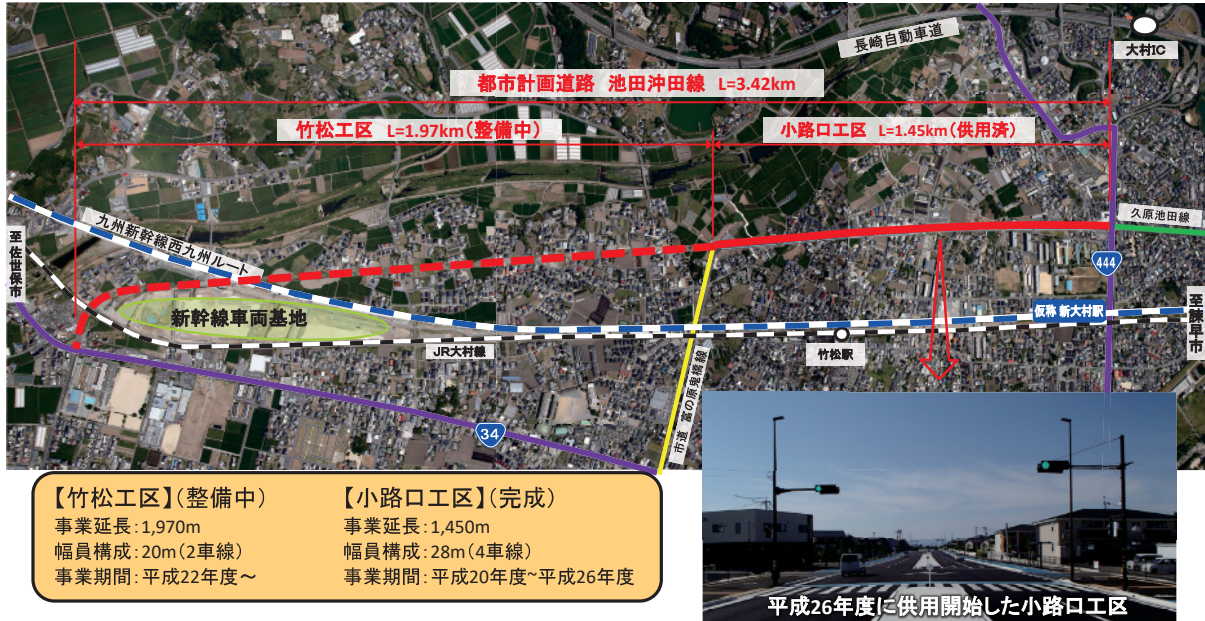 長崎自動車道
大村IC
都市計画道路 池田沖田線 L=3.42km
竹松工区 L=1.97km(整備中)
小路口工区 L=1.45km(供用済)
九州新幹線西九州ルート
久原池田線
至佐世保市
444
新幹線車両基地
仮称 新大村駅
至諫早市
JR大村線
竹松駅
市道 富の原鬼橋線
34
【竹松工区】(整備中)
事業延長:1,970m
幅員構成:20m(2車線)
事業期間:平成22年度~
【小路口工区】(完成)
事業延長:1,450m
幅員構成:28m(4車線)
事業期間:平成20年度~平成26年度
平成26年度に供用開始した小路口工区